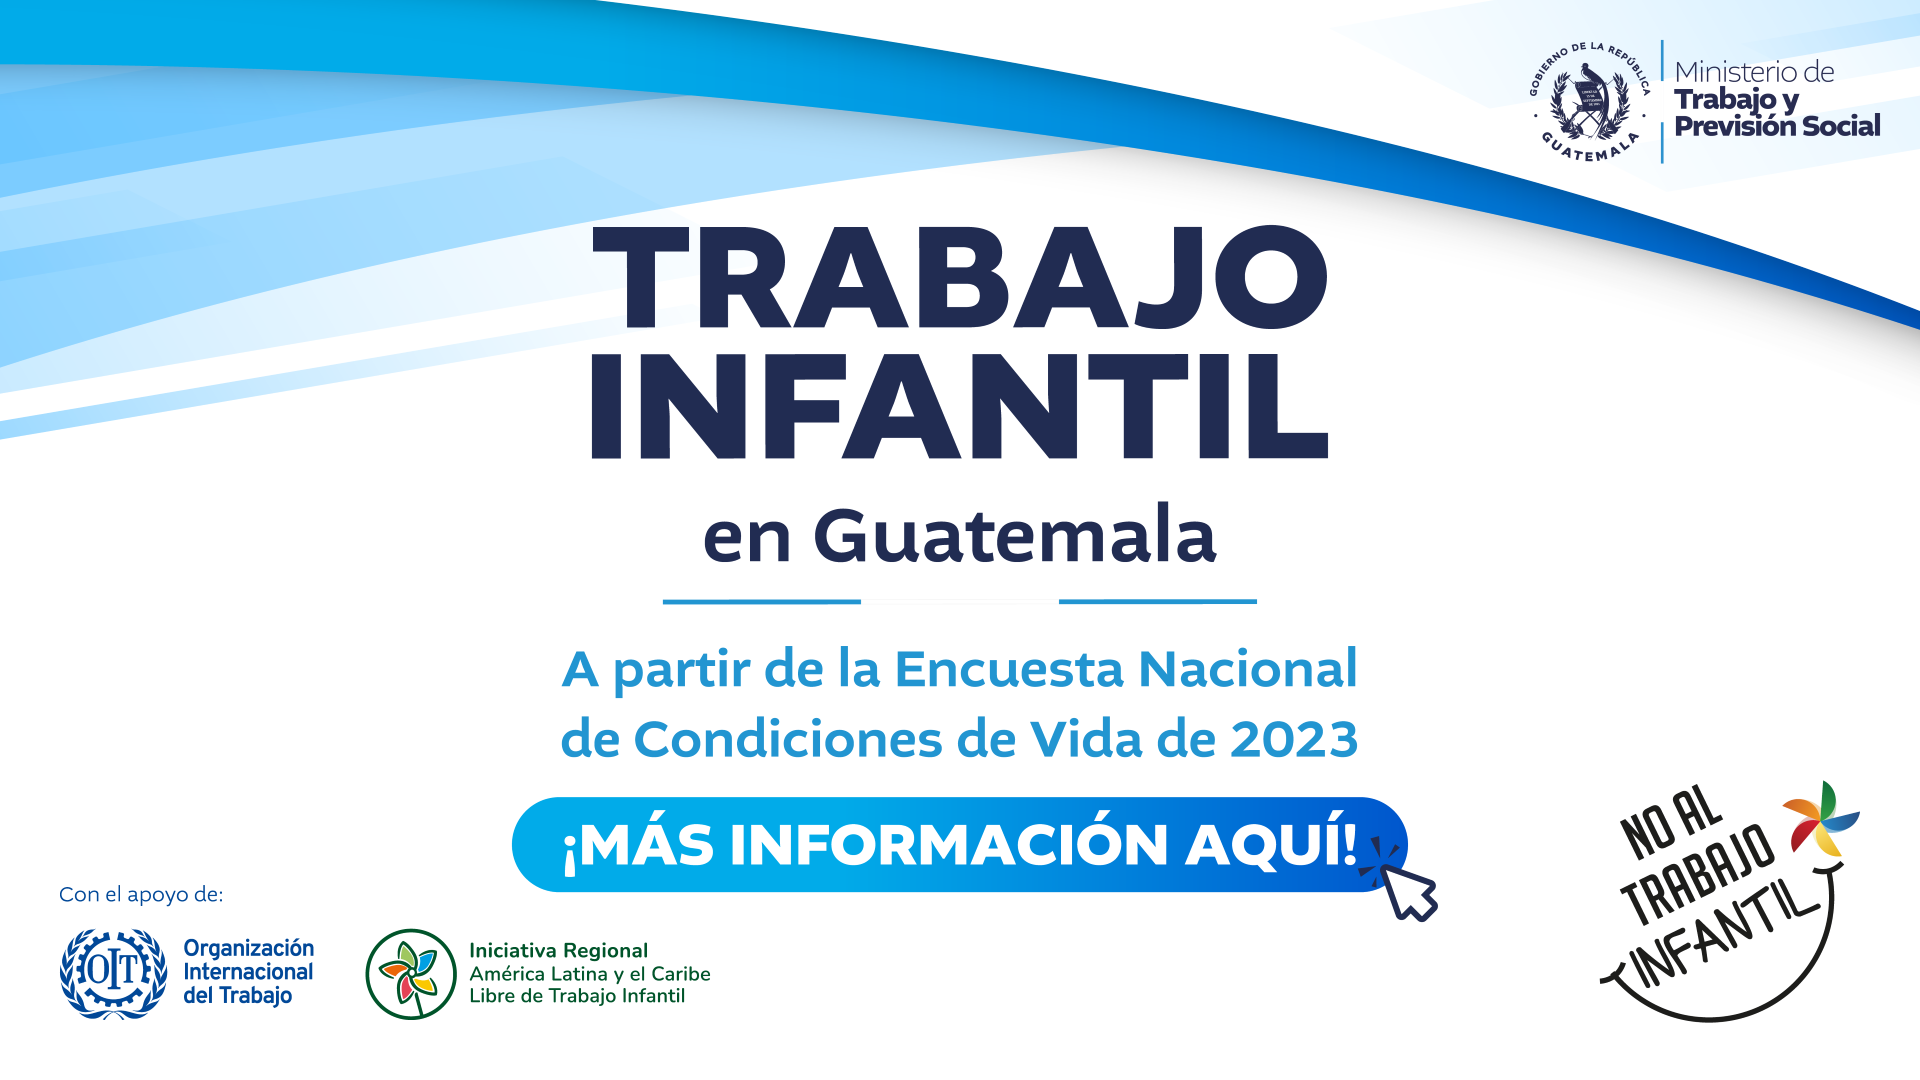 GOBIERNO DE LA REPÚBLICA
GUATEMALA
Ministerio de
Trabajo y
Previsión Social
TRABAJO
INFANTIL
en Guatemala
A partir de la Encuesta Nacional
de Condiciones de Vida de 2023
¡MÁS INFORMACIÓN AQUÍ!
Con el apoyo de:
OIT
Organización
Internacional
del Trabajo
Iniciativa Regional
América Latina y el Caribe
Libre de Trabajo Infantil
NO AL
TRABAJO
INFANTIL